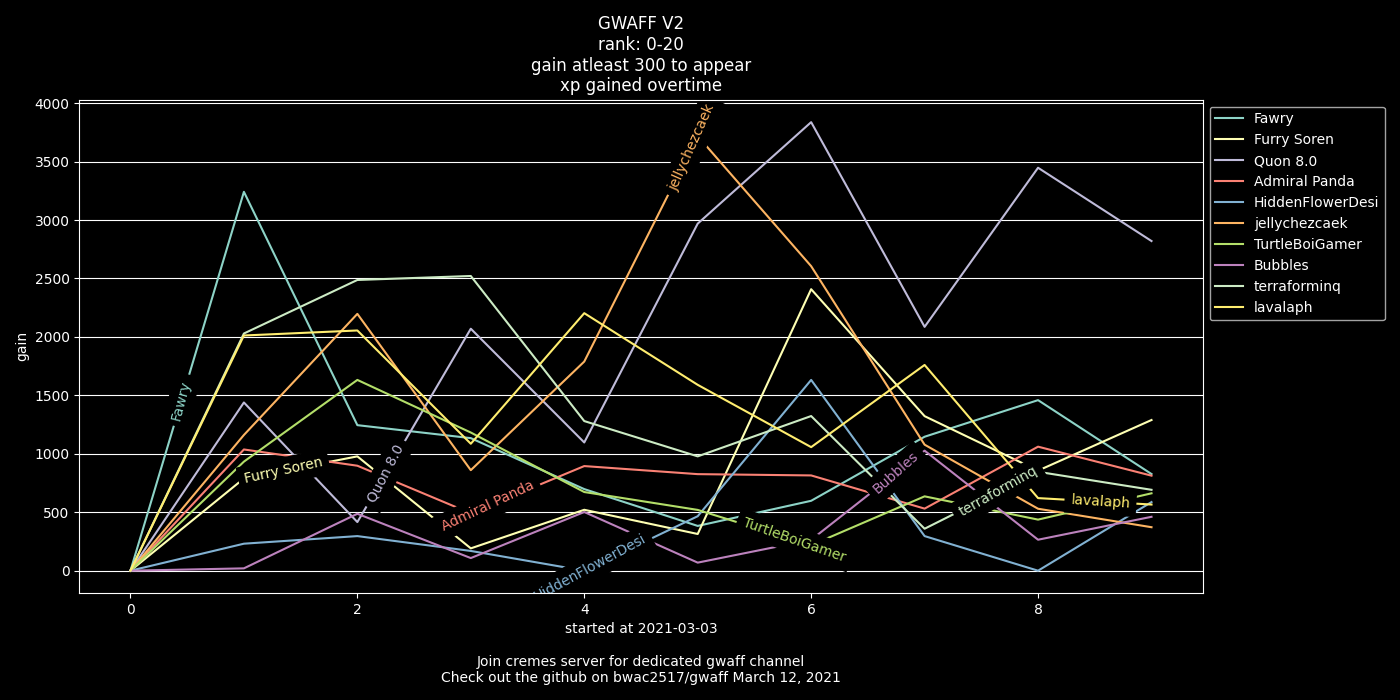 GWAFF V2
rank: 0-20
gain atleast 300 to appear
xp gained overtime
4000
3500
3000
2500
2000
1500
1000
500
0
gain
0
2
4
6
8
started at 2021-03-03
Fawry
Furry Soren
Quon 8.0
Admiral Panda
HiddenFlowerDesi
jellychezcaek
TurtleBoiGamer
Bubbles
terraforminq
lavalaph
Fawry
Furry Soren
Quon 8.0
Admiral Panda
HiddenFlowerDesi
jellychezcaek
TurtleBoiGamer
Bubbles
terraforminq
lavalaph
Join cremes server for dedicated gwaff channel
Check out the github on bwac2517/gwaff March 12, 2021